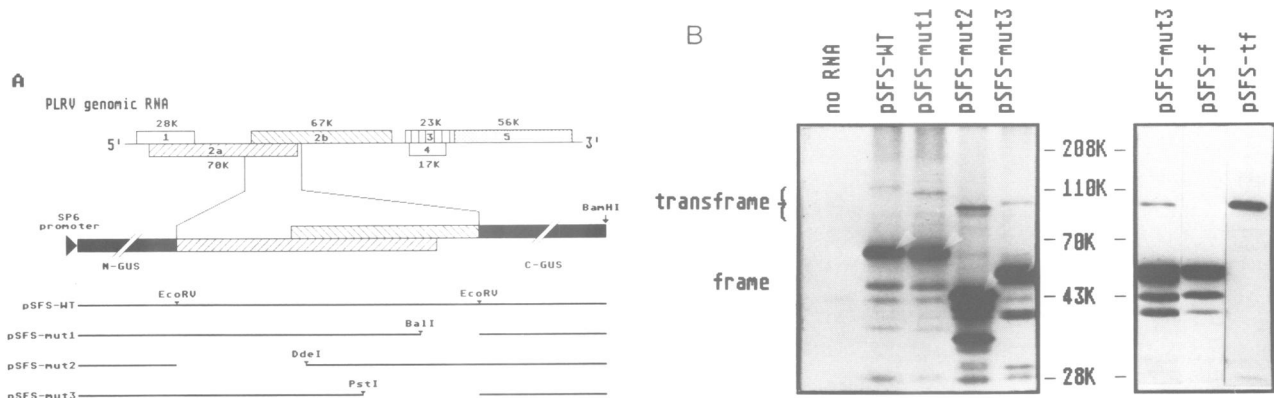 A
PLRV genomic RNA
28K 67K 23K 56K
5' 1 2b 3 5 3'
2a 4
70K 17K
SP6 promoter
BamHI
N-GUS C-GUS
EcoRV EcoRV
pSFS-WT
BalI
pSFS-mut1
DdeI
pSFS-mut2
PstI
pSFS-mut3
B
no RNA
pSFS-WT
pSFS-mut1
pSFS-mut2
pSFS-mut3
pSFS-mut3
pSFS-f
pSFS-tf
- 208K -
- 110K -
transframe {
- 70K -
frame
- 43K -
- 28K -